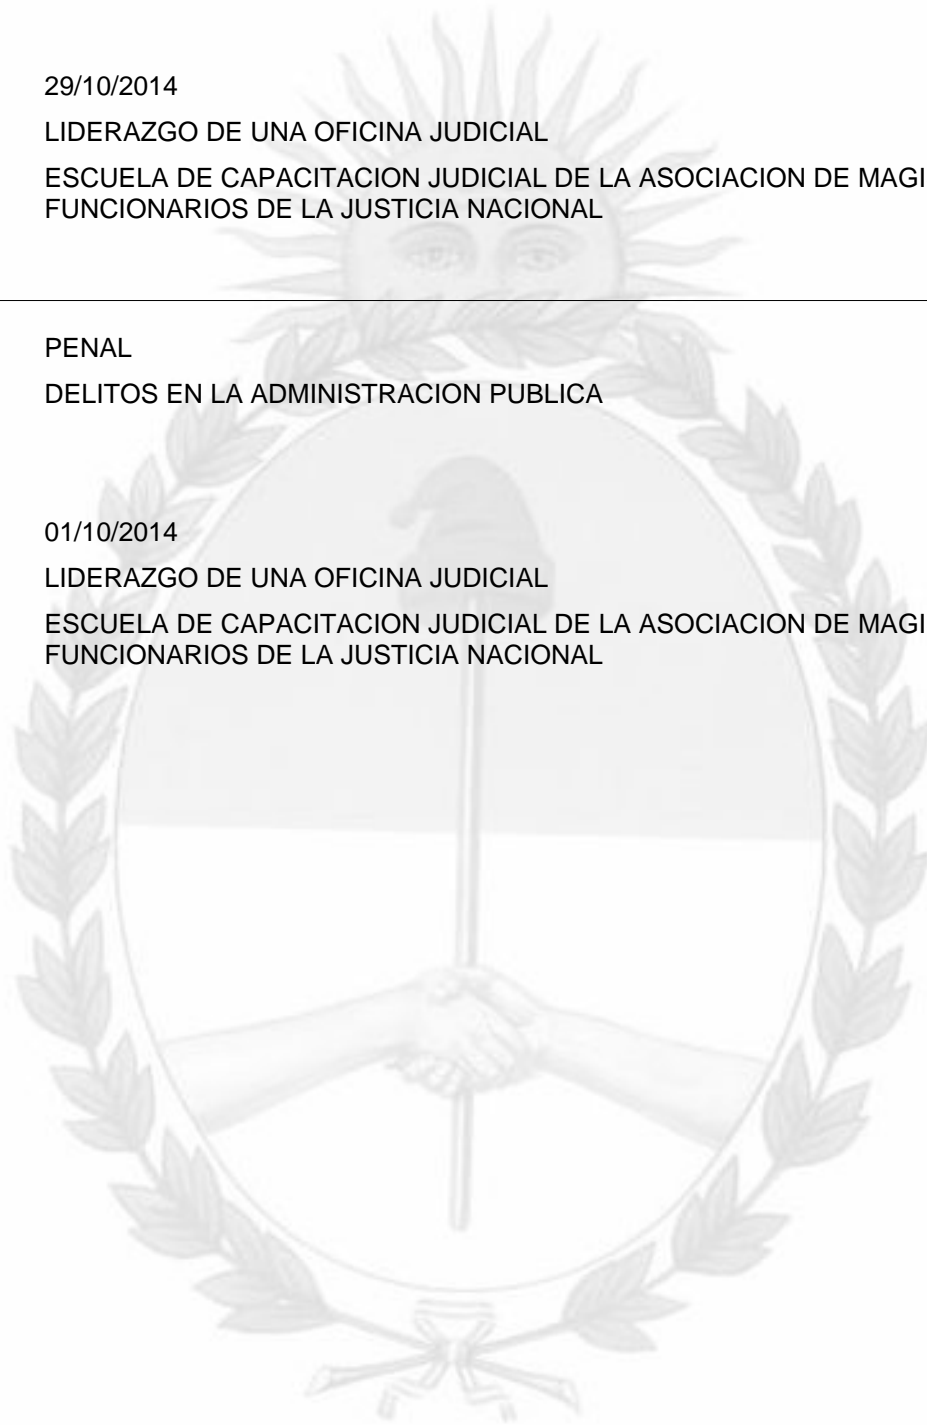 29/10/2014
LIDERAZGO DE UNA OFICINA JUDICIAL
ESCUELA DE CAPACITACION JUDICIAL DE LA ASOCIACION DE MAGI
FUNCIONARIOS DE LA JUSTICIA NACIONAL
PENAL
DELITOS EN LA ADMINISTRACION PUBLICA
01/10/2014
LIDERAZGO DE UNA OFICINA JUDICIAL
ESCUELA DE CAPACITACION JUDICIAL DE LA ASOCIACION DE MAGI
FUNCIONARIOS DE LA JUSTICIA NACIONAL